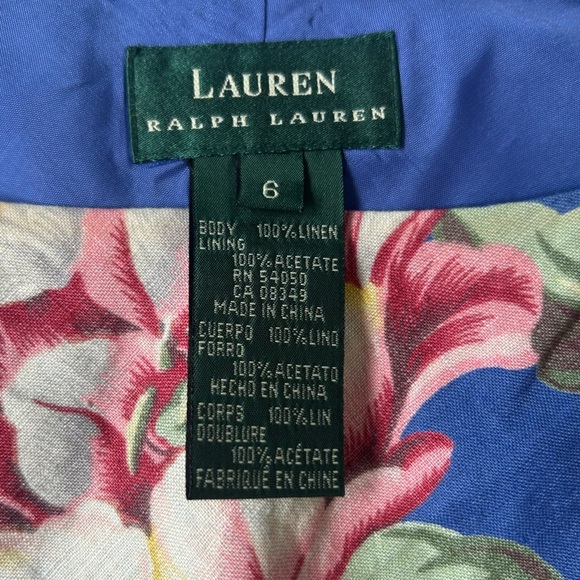 LAUREN
RALPH LAUREN
6
BODY 100% LINEN
LINING
100% ACETATE
RN 54050
CA 08349
MADE IN CHINA
CUERPO 100% LINO
FORRO
100% ACETATO
HECHO EN CHINA
CORPS 100% LIN
DOUBLURE
100% ACÉTATE
FABRIQUÉ EN CHINE